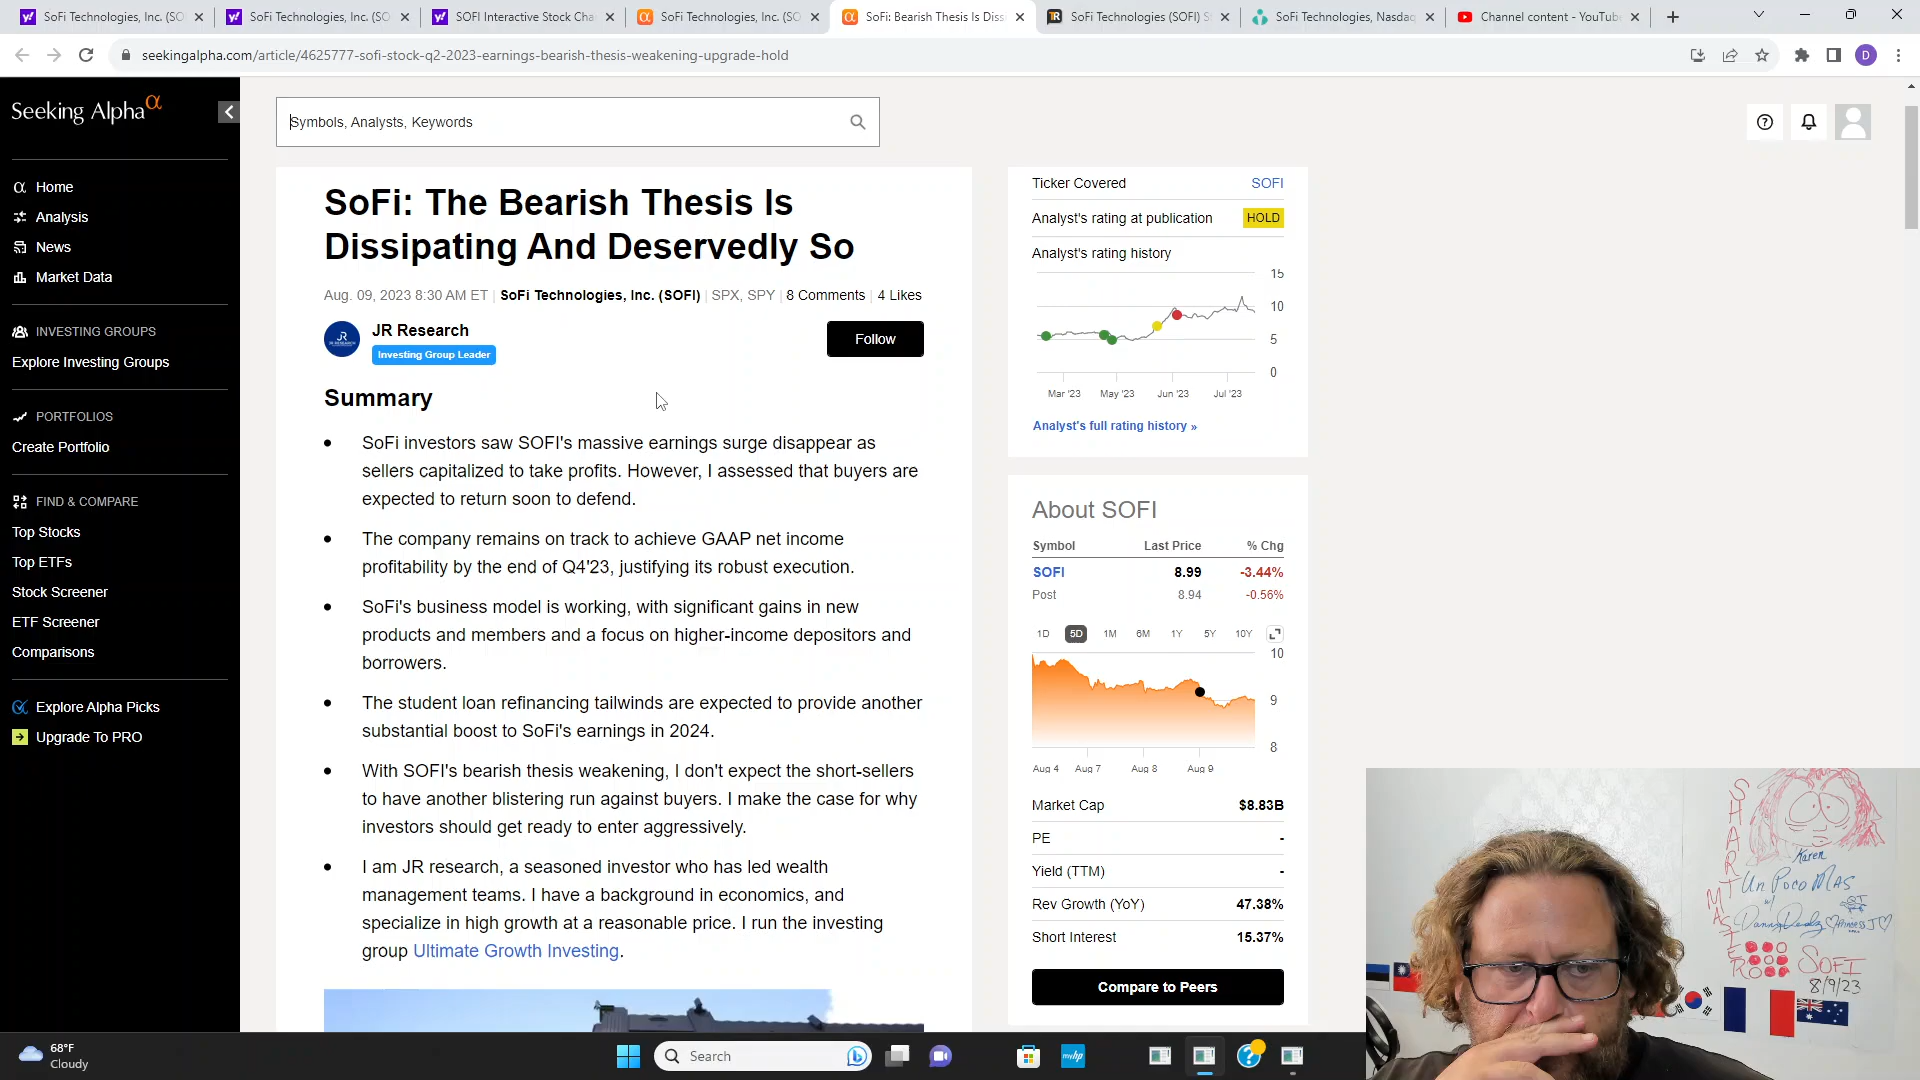 SoFi Technologies, Inc. (SO
SoFi Technologies, Inc. (SO
SOFI Interactive Stock Cha
SoFi Technologies, Inc. (SO
SoFi: Bearish Thesis Is Diss
SoFi Technologies (SOFI) S
SoFi Technologies, Nasdaq
Channel content - YouTube
seekingalpha.com/article/4625777-sofi-stock-q2-2023-earnings-bearish-thesis-weakening-upgrade-hold
D
Seeking Alpha α
Home
Analysis
News
Market Data
INVESTING GROUPS
Explore Investing Groups
PORTFOLIOS
Create Portfolio
FIND & COMPARE
Top Stocks
Top ETFs
Stock Screener
ETF Screener
Comparisons
Explore Alpha Picks
Upgrade To PRO
Symbols, Analysts, Keywords
SoFi: The Bearish Thesis Is
Dissipating And Deservedly So
Aug. 09, 2023 8:30 AM ET | SoFi Technologies, Inc. (SOFI) | SPX, SPY | 8 Comments | 4 Likes
JR Research
Investing Group Leader
Follow
Summary
SoFi investors saw SOFI's massive earnings surge disappear as
sellers capitalized to take profits. However, I assessed that buyers are
expected to return soon to defend.
The company remains on track to achieve GAAP net income
profitability by the end of Q4'23, justifying its robust execution.
SoFi's business model is working, with significant gains in new
products and members and a focus on higher-income depositors and
borrowers.
The student loan refinancing tailwinds are expected to provide another
substantial boost to SoFi's earnings in 2024.
With SOFI's bearish thesis weakening, I don't expect the short-sellers
to have another blistering run against buyers. I make the case for why
investors should get ready to enter aggressively.
I am JR research, a seasoned investor who has led wealth
management teams. I have a background in economics, and
specialize in high growth at a reasonable price. I run the investing
group Ultimate Growth Investing.
Ticker Covered SOFI
Analyst's rating at publication HOLD
Analyst's rating history
15
10
5
0
Mar '23 May '23 Jun '23 Jul '23
Analyst's full rating history »
About SOFI
Symbol Last Price % Chg
SOFI 8.99 -3.44%
Post 8.94 -0.56%
1D 5D 1M 6M 1Y 5Y 10Y
10
9
8
Aug 4 Aug 7 Aug 8 Aug 9
Market Cap $8.83B
PE -
Yield (TTM) -
Rev Growth (YoY) 47.38%
Short Interest 15.37%
Compare to Peers
Karen
Un Poco Mas
w/
SOFI
8/9/23
68°F
Cloudy
Search
myhp